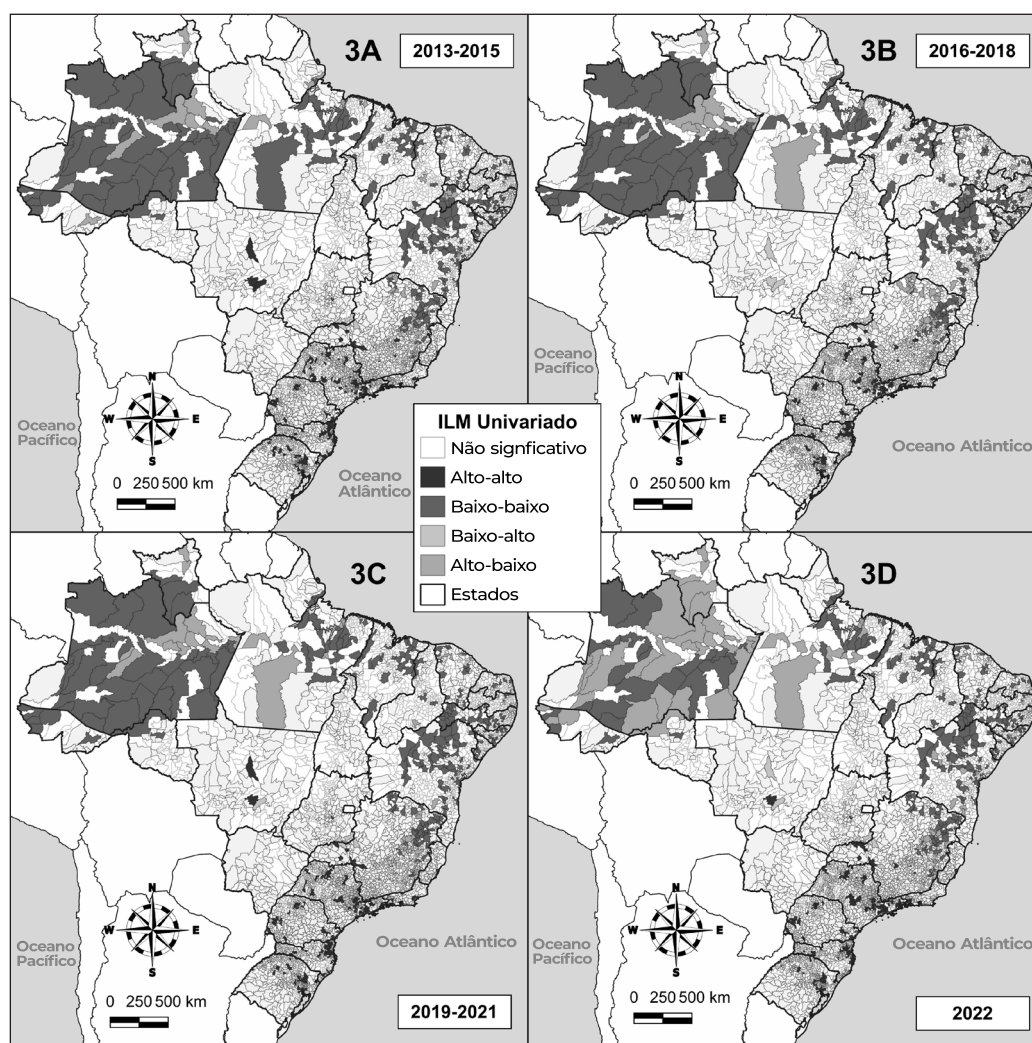 3A
2013-2015
N
W
E
S
0 250 500 km
Oceano
Pacífico
Oceano
Atlântico
3B
2016-2018
Oceano
Pacífico
N
W
E
S
0 250 500 km
Oceano Atlântico
ILM Univariado
Não signficativo
Alto-alto
Baixo-baixo
Baixo-alto
Alto-baixo
Estados
3C
N
W
E
S
0 250 500 km
Oceano
Pacífico
Oceano Atlântico
2019-2021
3D
N
W
E
S
0 250 500 km
Oceano
Pacífico
Oceano Atlântico
2022